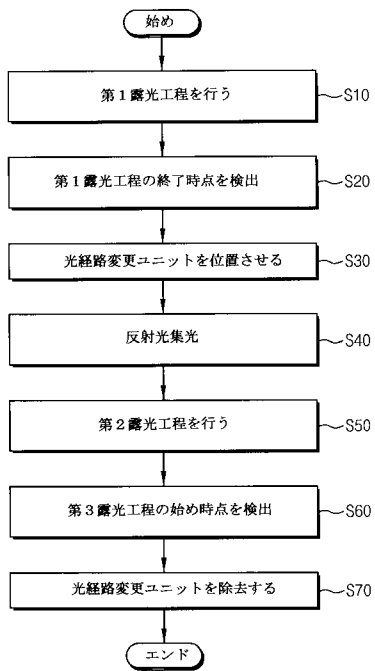 始め
第1露光工程を行う
S10
第1露光工程の終了時点を検出
S20
光経路変更ユニットを位置させる
S30
反射光集光
S40
第2露光工程を行う
S50
第3露光工程の始め時点を検出
S60
光経路変更ユニットを除去する
S70
エンド